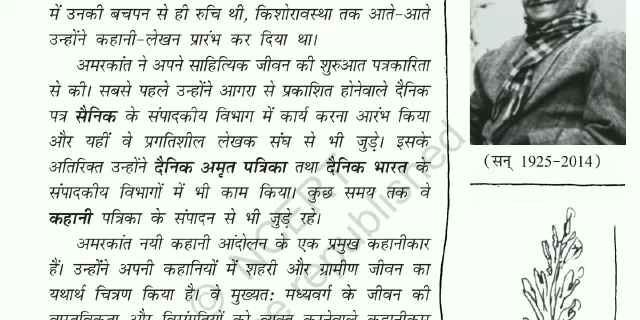 में उनकी बचपन से ही रुचि थी, किशोरावस्था तक आते-आते
उन्होंने कहानी-लेखन प्रारंभ कर दिया था।
अमरकांत ने अपने साहित्यिक जीवन की शुरुआत पत्रकारिता
से की। सबसे पहले उन्होंने आगरा से प्रकाशित होनेवाले दैनिक
पत्र सैनिक के संपादकीय विभाग में कार्य करना आरंभ किया
और यहीं वे प्रगतिशील लेखक संघ से भी जुड़े। इसके
अतिरिक्त उन्होंने दैनिक अमृत पत्रिका तथा दैनिक भारत के
संपादकीय विभागों में भी काम किया। कुछ समय तक वे
कहानी पत्रिका के संपादन से भी जुड़े रहे।
अमरकांत नयी कहानी आंदोलन के एक प्रमुख कहानीकार
हैं। उन्होंने अपनी कहानियों में शहरी और ग्रामीण जीवन का
यथार्थ चित्रण किया है। वे मुख्यत: मध्यवर्ग के जीवन की
(सन् 1925-2014)
© NCERT
be republished